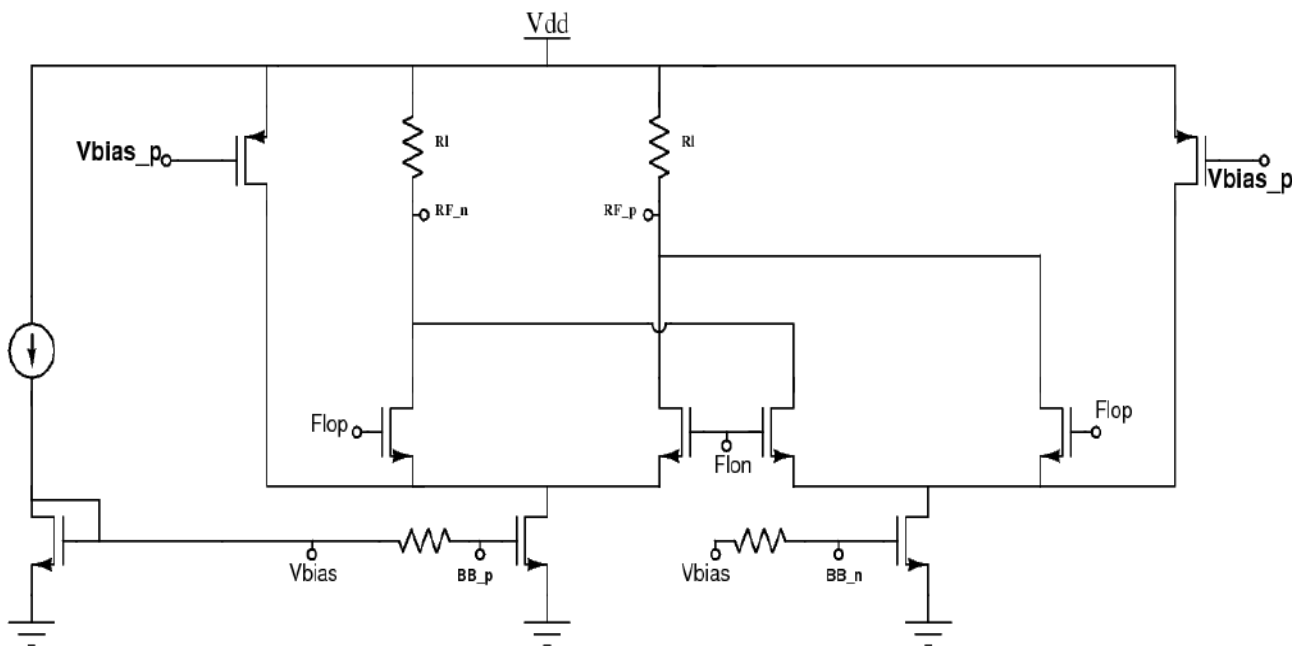 Vdd
Rl
Rl
Vbias_p
Vbias_p
RF_n
RF_p
Flop
Flon
Flop
Vbias
BB_p
Vbias
BB_n